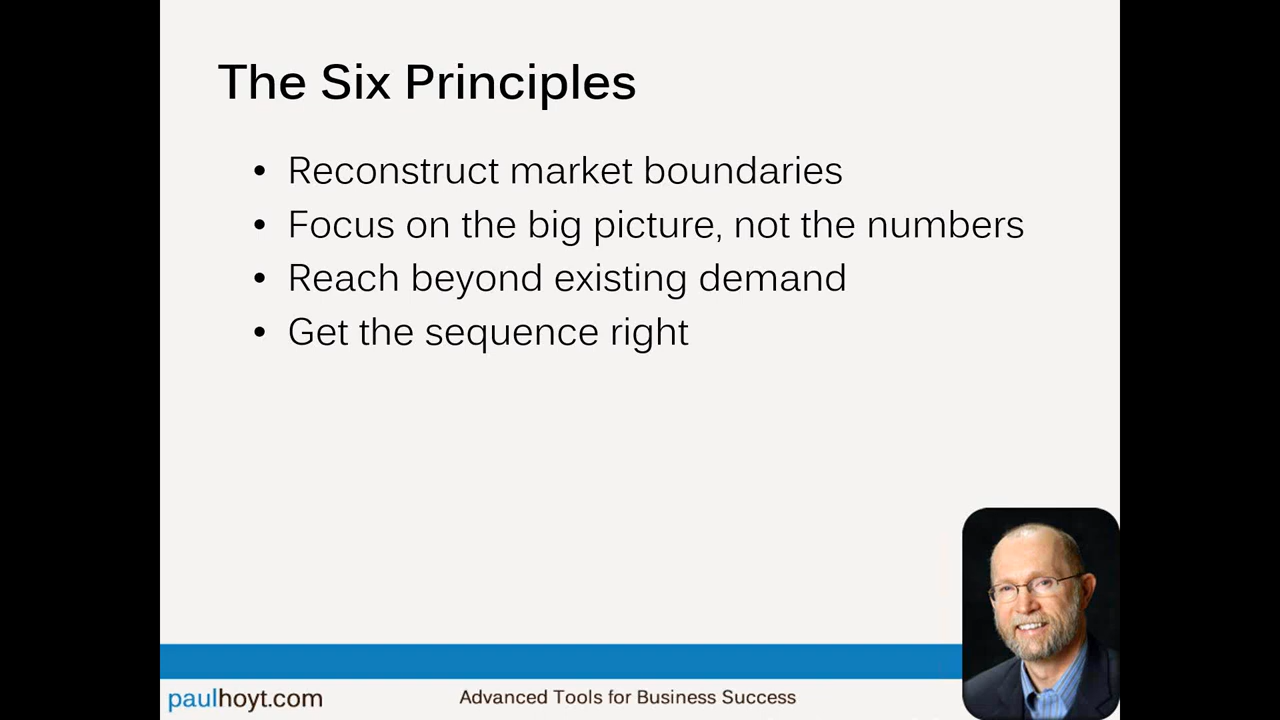 The Six Principles
• Reconstruct market boundaries
• Focus on the big picture, not the numbers
• Reach beyond existing demand
• Get the sequence right
paulhoyt.com
Advanced Tools for Business Success